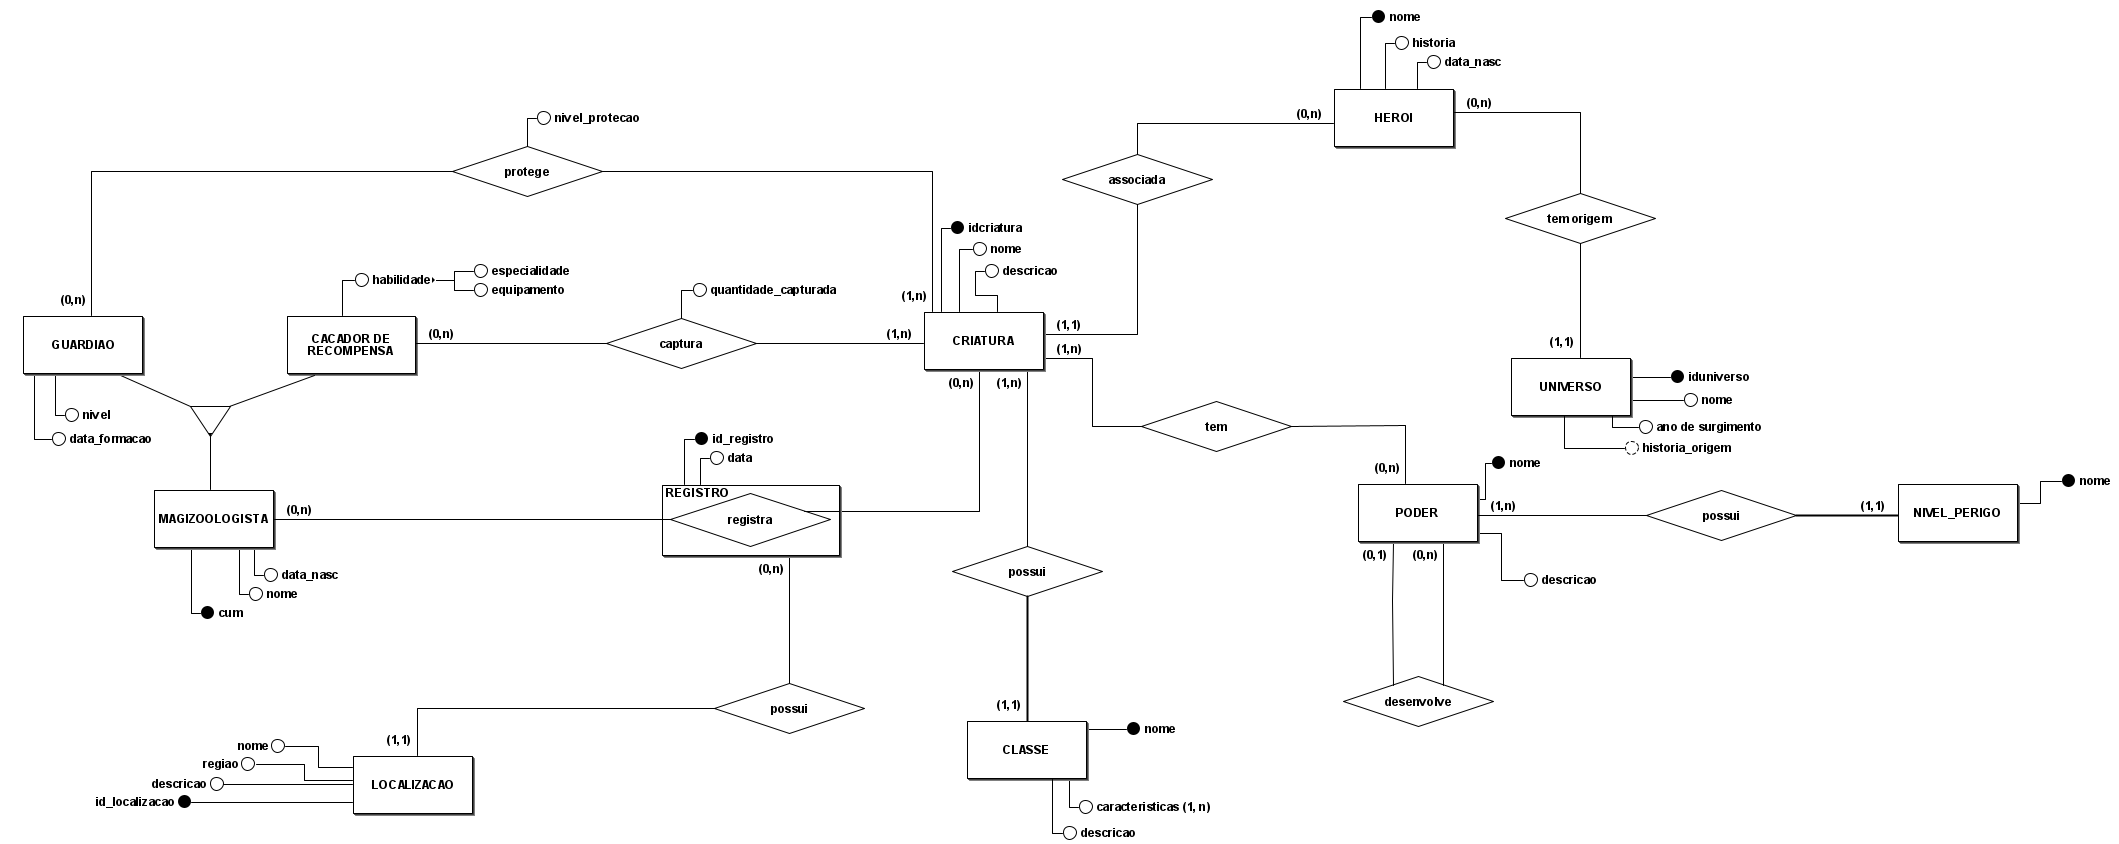 nome
historia
data_nasc
(0,n)
HEROI
(0,n)
nivel_protecao
protege
associada
tem origem
idcriatura
nome
descricao
habilidade
especialidade
equipamento
quantidade_capturada
(0,n)
(1,n)
GUARDIAO
CACADOR DE
RECOMPENSA
(0,n)
captura
(1,n)
CRIATURA
(1,1)
(1,n)
(1,1)
UNIVERSO
iduniverso
nome
ano de surgimento
historia_origem
(0,n)
(1,n)
nivel
data_formacao
tem
id_registro
data
(0,n)
nome
nome
REGISTRO
registra
MAGIZOOLOGISTA
(0,n)
PODER
(1,n)
possui
(1,1)
NIVEL_PERIGO
(0,1)
(0,n)
descricao
data_nasc
nome
cum
(0,n)
possui
possui
desenvolve
(1,1)
(1,1)
nome
regiao
descricao
id_localizacao
LOCALIZACAO
CLASSE
nome
caracteristicas (1, n)
descricao